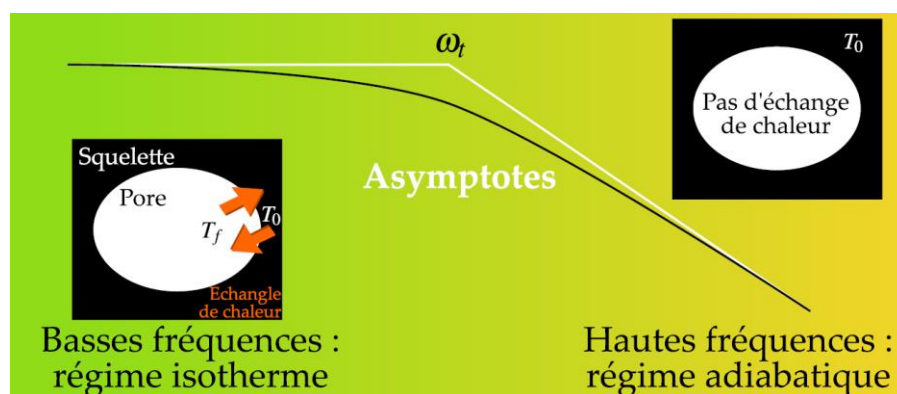 ωt
T0
Pas d'échange
de chaleur
Squelette
Pore
Asymptotes
Tf
T0
Echangle
de chaleur
Basses fréquences :
régime isotherme
Hautes fréquences :
régime adiabatique